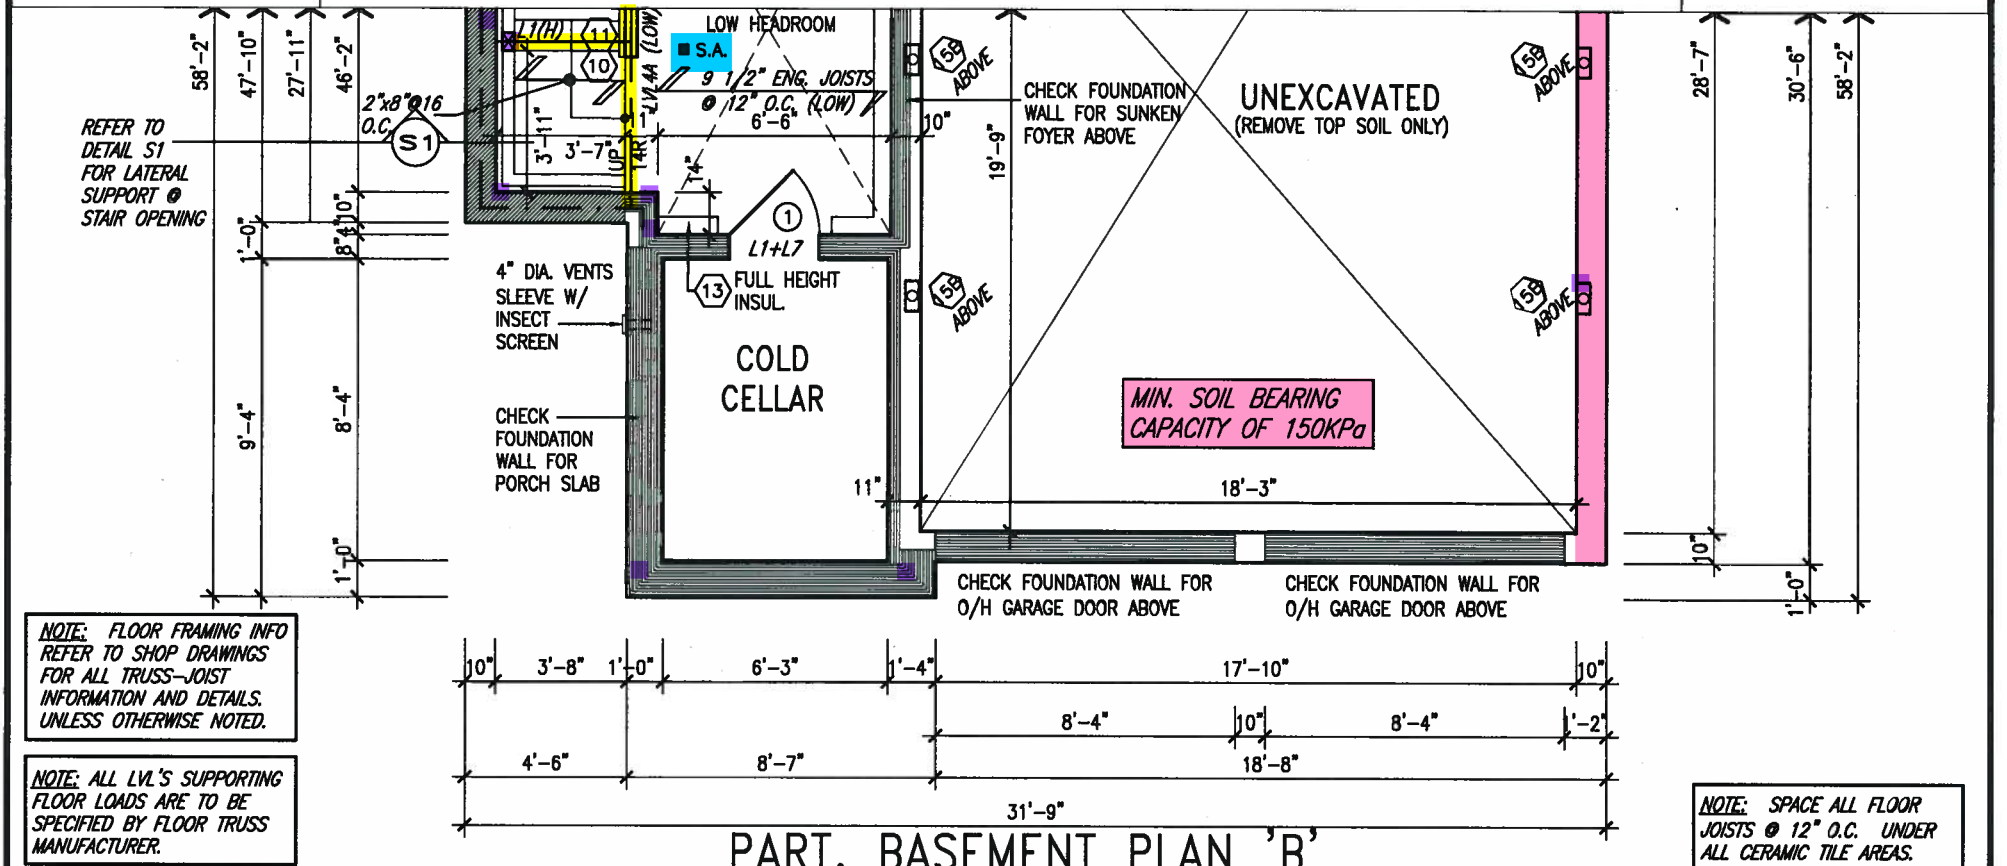 58'-2"
47'-10"
27'-11"
46'-2"
L1(H)
11
10
LVL4A (LOW)
LOW HEADROOM
S.A.
9 1/2" ENG. JOISTS
@ 12" O.C. (LOW)
6'-6"
10"
2"x8"@16
O.C.
S1
REFER TO
DETAIL S1
FOR LATERAL
SUPPORT @
STAIR OPENING
3'-11"
3'-7"
UP
14"
15B
ABOVE
CHECK FOUNDATION
WALL FOR SUNKEN
FOYER ABOVE
19'-9"
UNEXCAVATED
(REMOVE TOP SOIL ONLY)
15B
ABOVE
28'-7"
30'-6"
58'-2"
10"
4"
8"
1'-0"
1
L1+L7
13
FULL HEIGHT
INSUL.
4" DIA. VENTS
SLEEVE W/
INSECT
SCREEN
15B
ABOVE
15B
ABOVE
COLD
CELLAR
CHECK
FOUNDATION
WALL FOR
PORCH SLAB
9'-4"
8'-4"
MIN. SOIL BEARING
CAPACITY OF 150KPa
11"
18'-3"
1'-0"
10"
1'-0"
CHECK FOUNDATION WALL FOR
O/H GARAGE DOOR ABOVE
CHECK FOUNDATION WALL FOR
O/H GARAGE DOOR ABOVE
NOTE: FLOOR FRAMING INFO
REFER TO SHOP DRAWINGS
FOR ALL TRUSS-JOIST
INFORMATION AND DETAILS.
UNLESS OTHERWISE NOTED.
10"
3'-8"
1'-0"
6'-3"
1'-4"
17'-10"
10"
8'-4"
10"
8'-4"
1'-2"
4'-6"
8'-7"
18'-8"
31'-9"
NOTE: ALL LVL'S SUPPORTING
FLOOR LOADS ARE TO BE
SPECIFIED BY FLOOR TRUSS
MANUFACTURER.
PART. BASEMENT PLAN 'B'
NOTE: SPACE ALL FLOOR
JOISTS @ 12" O.C. UNDER
ALL CERAMIC TILE AREAS.